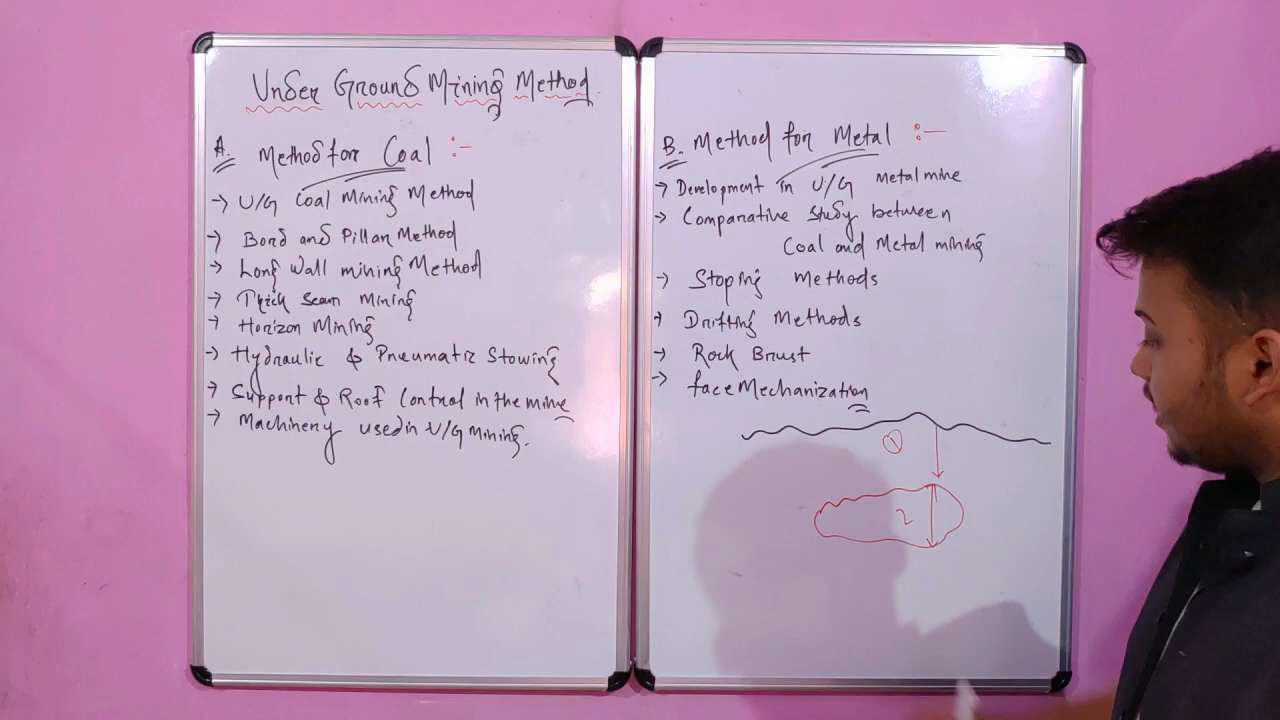 Under Ground Mining Method.
A. Method for Coal :-
→ U/G Coal Mining Method
→ Bord and Pillar Method
→ Long Wall mining Method
→ Thick seam Mining
→ Horizon Mining
→ Hydraulic & Pneumatic Stowing
→ Support & Roof Control in the mine
→ Machinery used in U/G Mining.
B. Method for Metal :-
→ Development in U/G Metal mine
→ Comparative study between
Coal and Metal mining
→ Stoping Methods
→ Drifting Methods
→ Rock Brust
→ face Mechanization
1
2